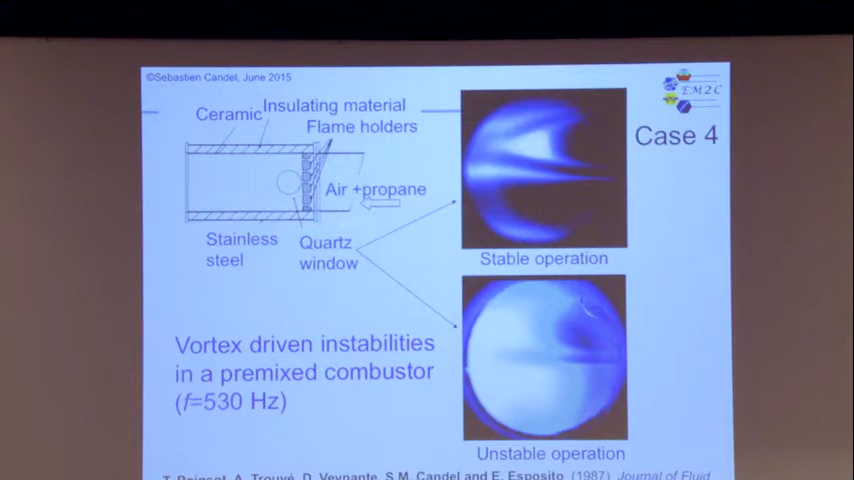 ©Sebastien Candel, June 2015
EM2C
Case 4
Ceramic
Insulating material
Flame holders
Air +propane
Stainless
steel
Quartz
window
Stable operation
Vortex driven instabilities
in a premixed combustor
(f=530 Hz)
Unstable operation
T. Poinsot, A. Trouvé, D. Veynante, S.M. Candel and E. Esposito (1987) Journal of Fluid